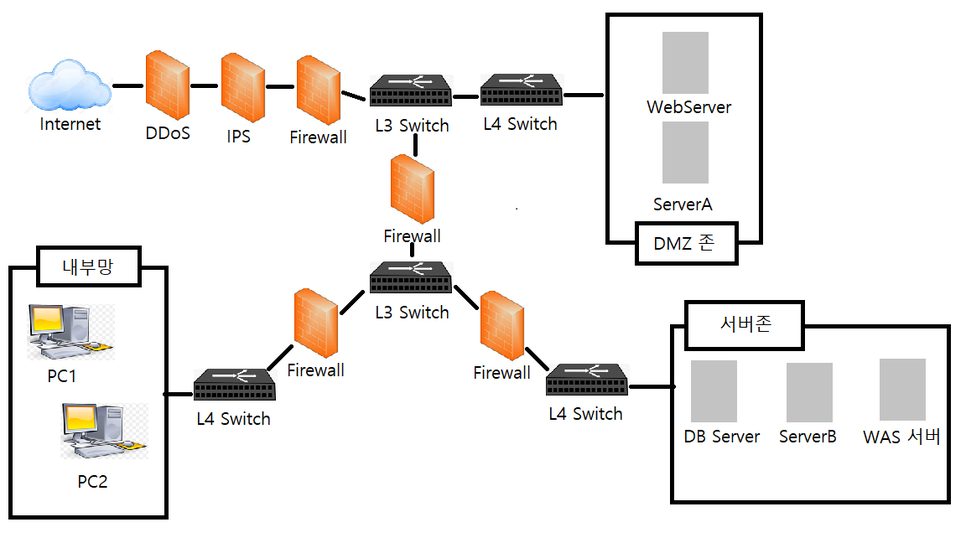 Internet
DDoS
IPS
Firewall
L3 Switch
L4 Switch
WebServer
ServerA
DMZ 존
Firewall
L3 Switch
내부망
PC1
PC2
L4 Switch
Firewall
Firewall
L4 Switch
서버존
DB Server
ServerB
WAS 서버